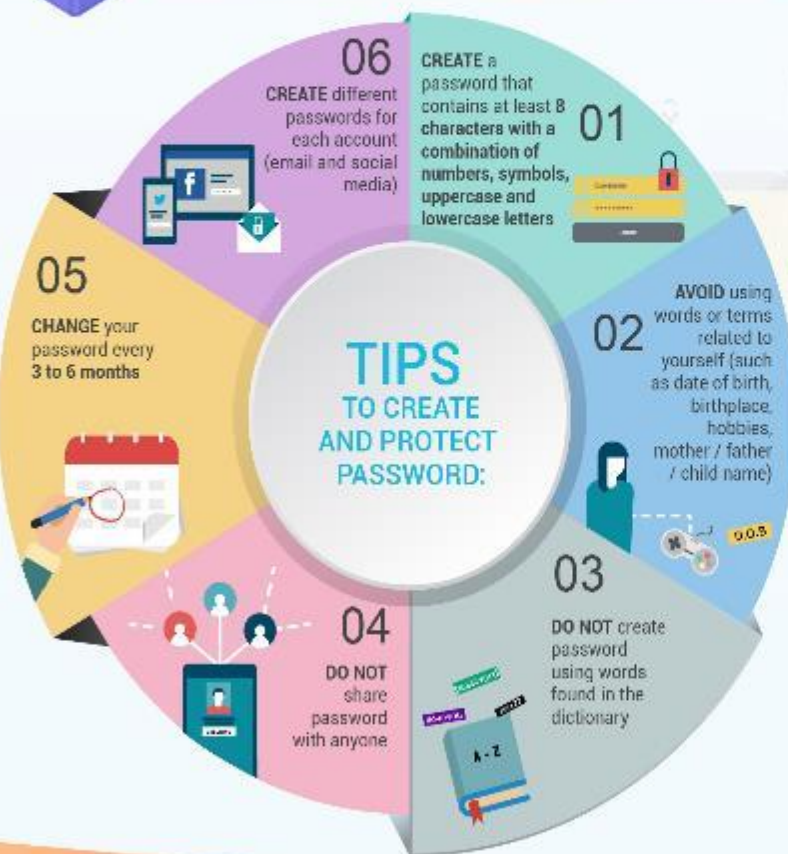 TIPS
TO CREATE
AND PROTECT
PASSWORD:
01
CREATE a
password that
contains at least 8
characters with a
combination of
numbers, symbols,
uppercase and
lowercase letters
02
AVOID using
words or terms
related to
yourself (such
as date of birth,
birthplace,
hobbies,
mother / father
/ child name)
D.O.B
03
DO NOT create
password
using words
found in the
dictionary
A - Z
04
DO NOT
share
password
with anyone
05
CHANGE your
password every
3 to 6 months
06
CREATE different
passwords for
each account
(email and social
media)
f